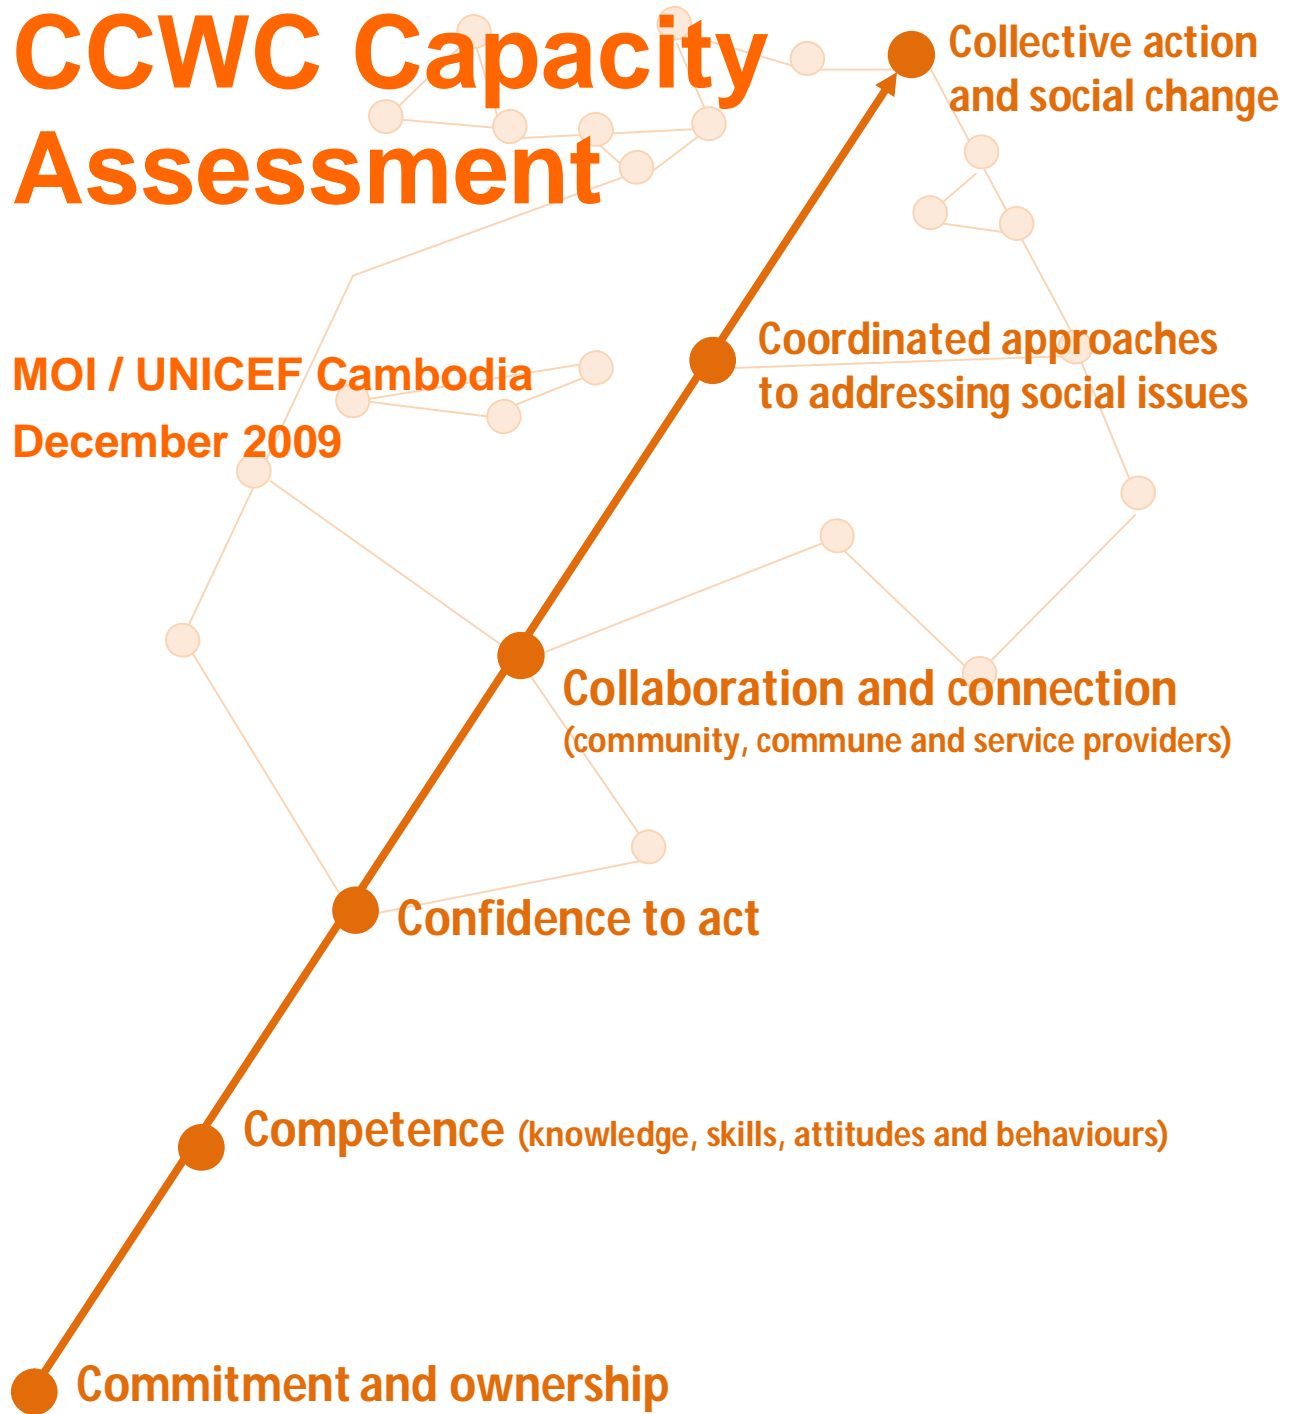 CCWC Capacity
Assessment
Collective action
and social change
MOI / UNICEF Cambodia
December 2009
Coordinated approaches
to addressing social issues
Collaboration and connection
(community, commune and service providers)
Confidence to act
Competence (knowledge, skills, attitudes and behaviours)
Commitment and ownership